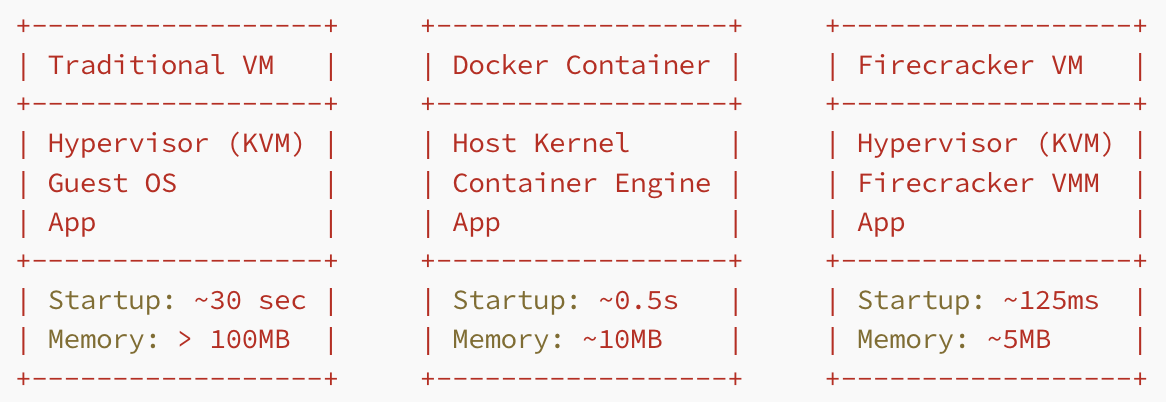 +------------------+     +------------------+     +------------------+
| Traditional VM   |     | Docker Container |     | Firecracker VM   |
+------------------+     +------------------+     +------------------+
| Hypervisor (KVM) |     | Host Kernel      |     | Hypervisor (KVM) |
| Guest OS         |     | Container Engine |     | Firecracker VMM  |
| App              |     | App              |     | App              |
+------------------+     +------------------+     +------------------+
| Startup: ~30 sec |     | Startup: ~0.5s   |     | Startup: ~125ms  |
| Memory: > 100MB  |     | Memory: ~10MB    |     | Memory: ~5MB     |
+------------------+     +------------------+     +------------------+